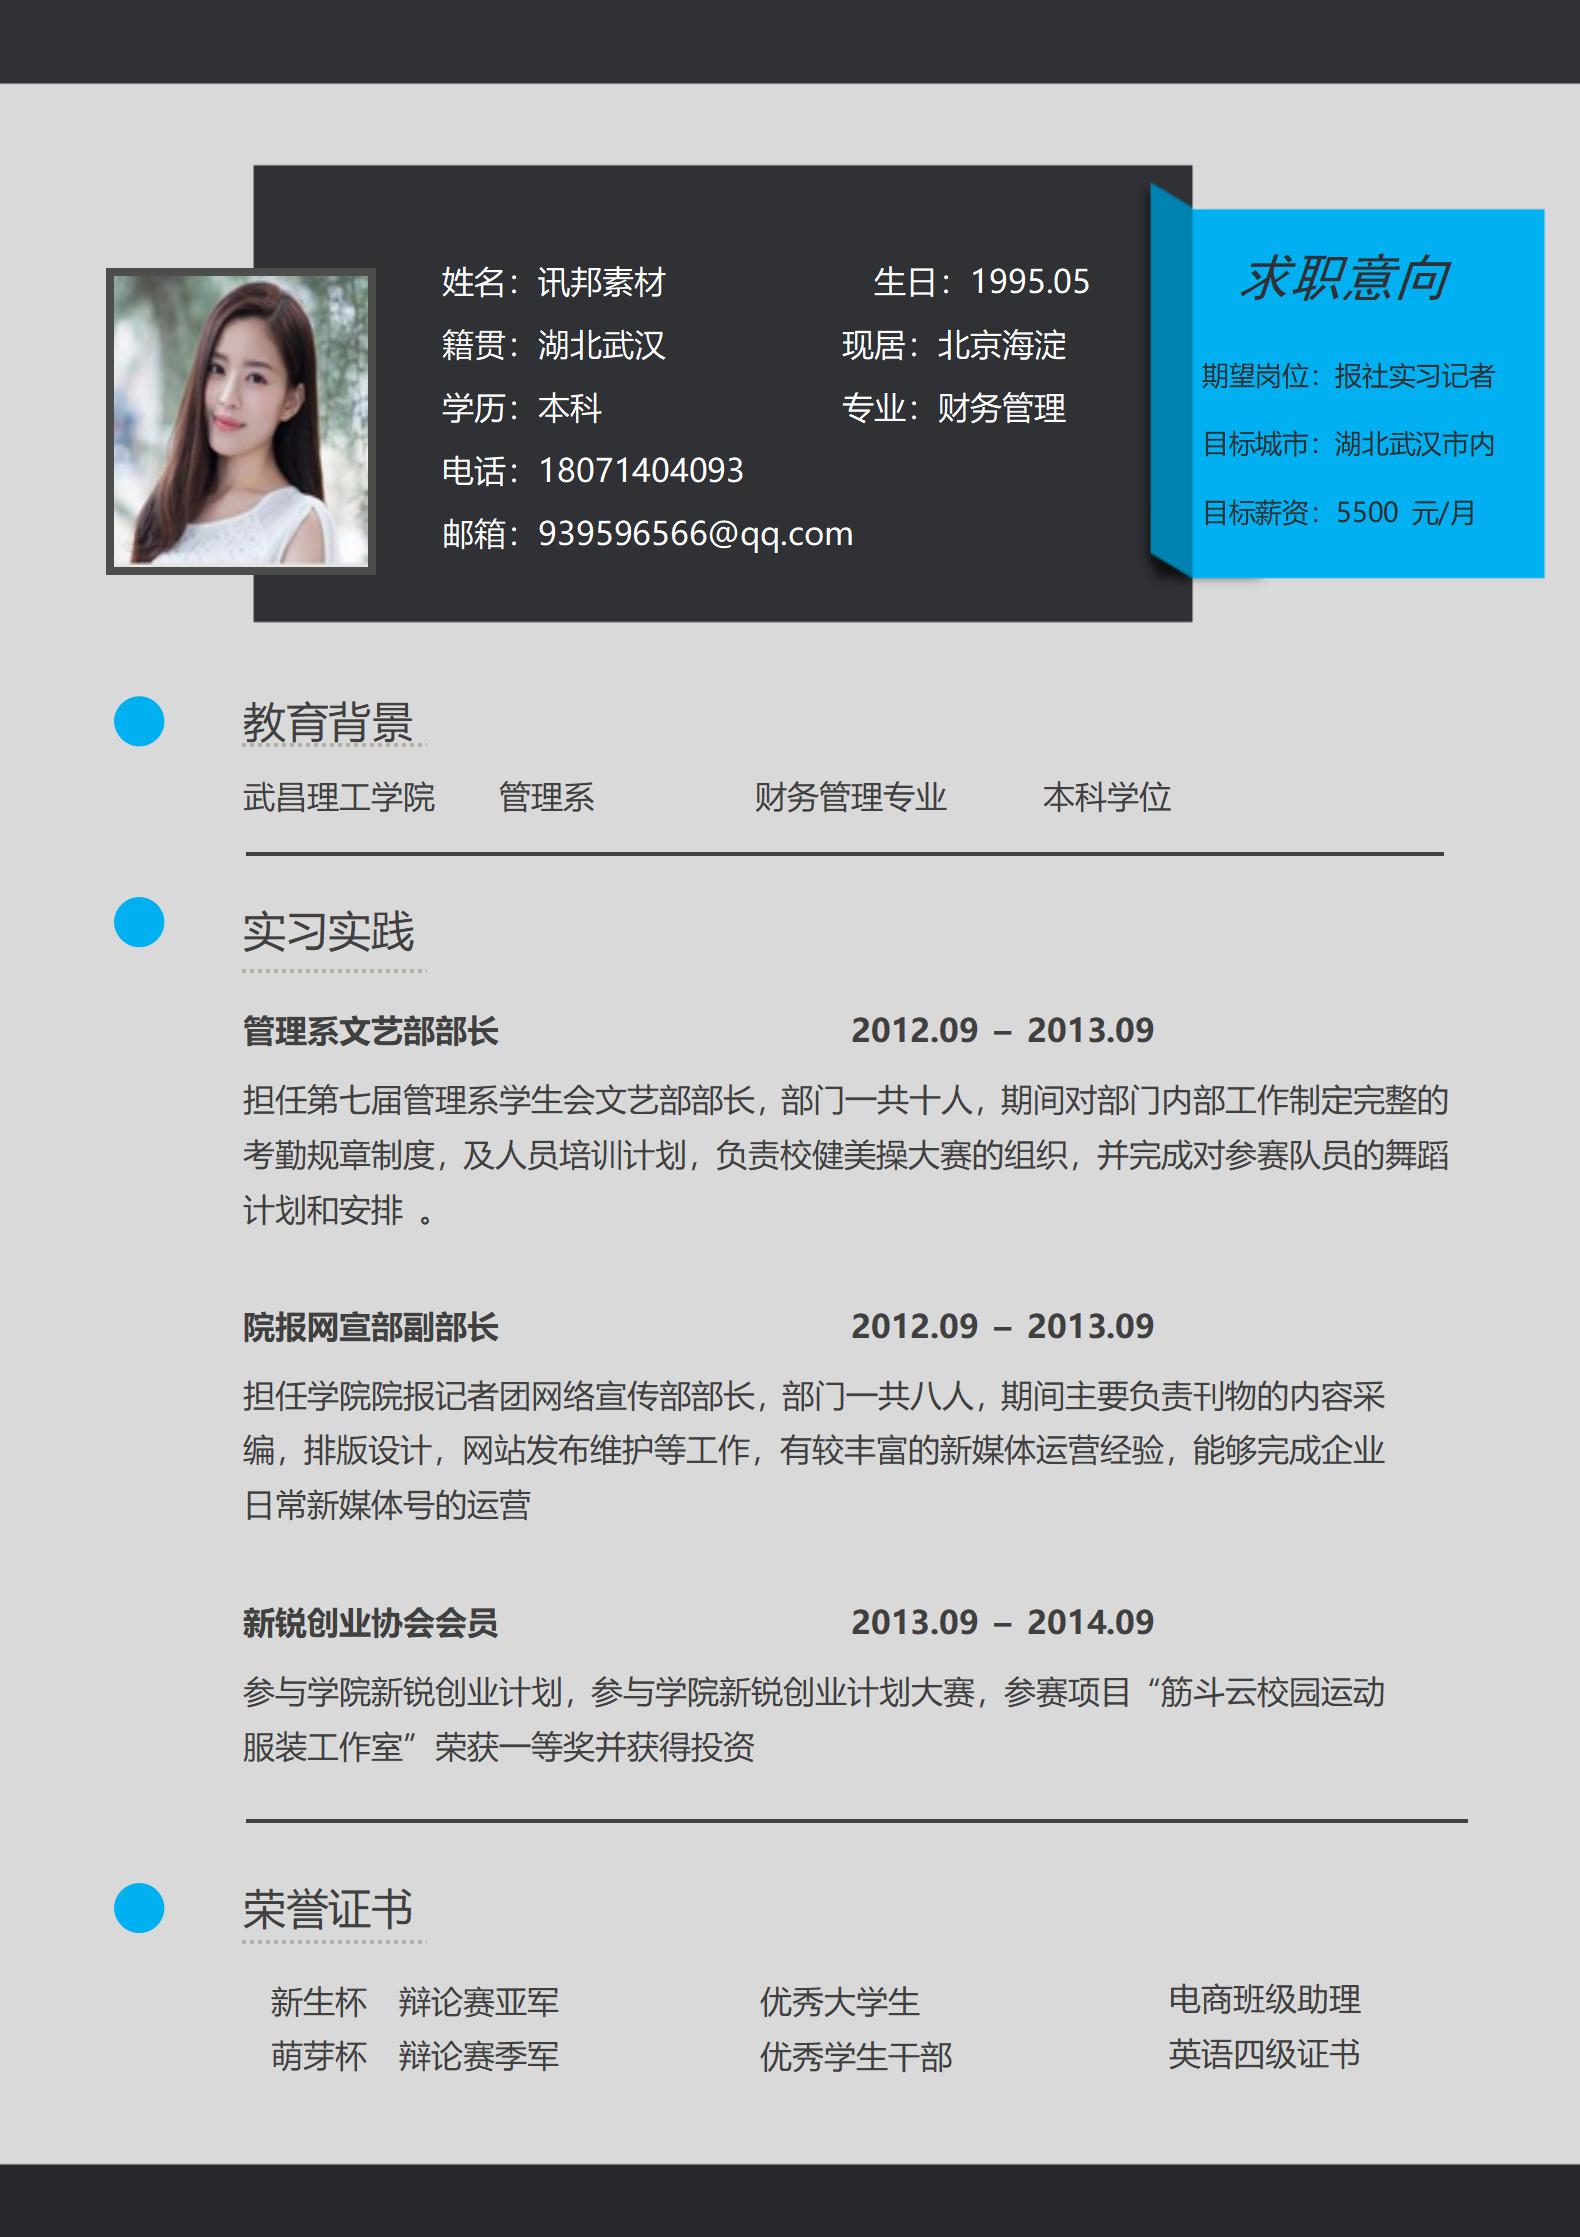 姓名：讯邦素材 生日：1995.05
籍贯：湖北武汉 现居：北京海淀
学历：本科 专业：财务管理
电话：18071404093
邮箱：939596566@qq.com
求职意向
期望岗位：报社实习记者
目标城市：湖北武汉市内
目标薪资：5500 元/月
教育背景
武昌理工学院 管理系 财务管理专业 本科学位
实习实践
管理系文艺部部长 2012.09 – 2013.09
担任第七届管理系学生会文艺部部长，部门一共十人，期间对部门内部工作制定完整的
考勤规章制度，及人员培训计划，负责校健美操大赛的组织，并完成对参赛队员的舞蹈
计划和安排 。
院报网宣部副部长 2012.09 – 2013.09
担任学院院报记者团网络宣传部部长，部门一共八人，期间主要负责刊物的内容采
编，排版设计，网站发布维护等工作，有较丰富的新媒体运营经验，能够完成企业
日常新媒体号的运营
新锐创业协会会员 2013.09 – 2014.09
参与学院新锐创业计划，参与学院新锐创业计划大赛，参赛项目“筋斗云校园运动
服装工作室”荣获一等奖并获得投资
荣誉证书
新生杯 辩论赛亚军 优秀大学生 电商班级助理
萌芽杯 辩论赛季军 优秀学生干部 英语四级证书